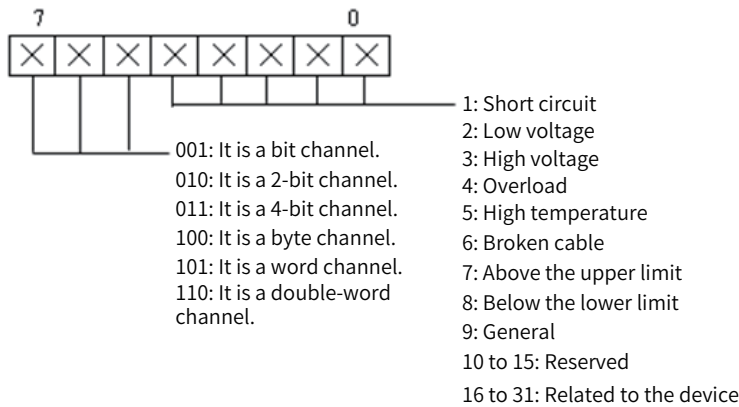 7 0
001: It is a bit channel.
010: It is a 2-bit channel.
011: It is a 4-bit channel.
100: It is a byte channel.
101: It is a word channel.
110: It is a double-word
channel.
1: Short circuit
2: Low voltage
3: High voltage
4: Overload
5: High temperature
6: Broken cable
7: Above the upper limit
8: Below the lower limit
9: General
10 to 15: Reserved
16 to 31: Related to the device